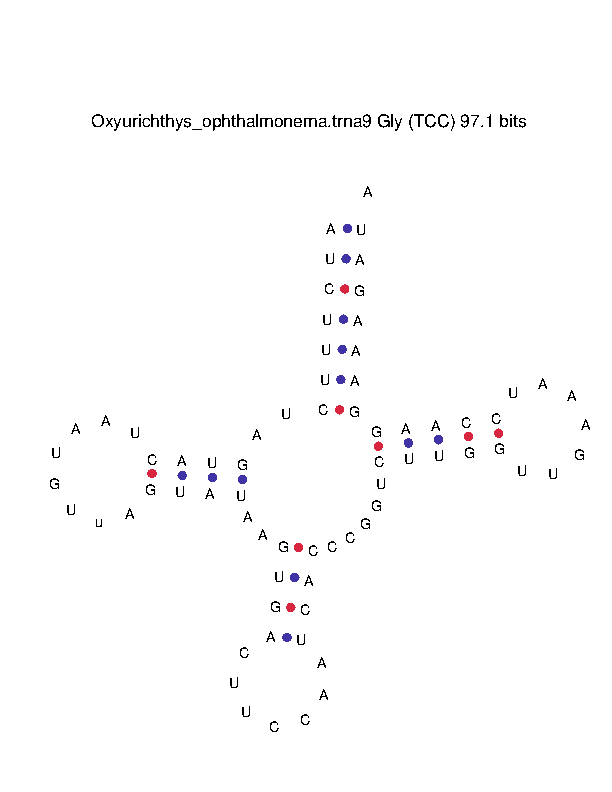 Oxyurichthys_ophthalmonema.trna9 Gly (TCC) 97.1 bits
A
A U
U A
C G
U A
U A
U A U A A
U C G
A A U A G A A C C A
U C A U G C U U G G G
G G U A U U U U
U U A A G G
A G C C C
U A
G C
A U
C A
U A
U C C